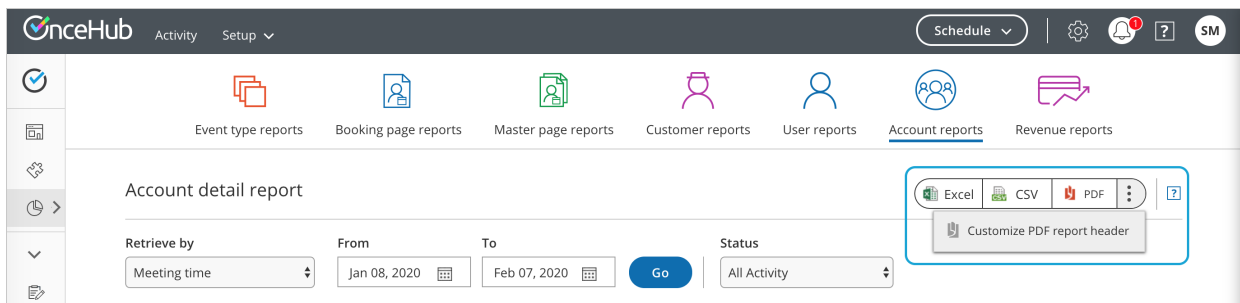 OnceHub Activity Setup Schedule 1 ? SM
Event type reports Booking page reports Master page reports Customer reports User reports Account reports Revenue reports
Account detail report Excel CSV PDF ?
Customize PDF report header
Retrieve by From To Status
Meeting time Jan 08, 2020 Feb 07, 2020 Go All Activity